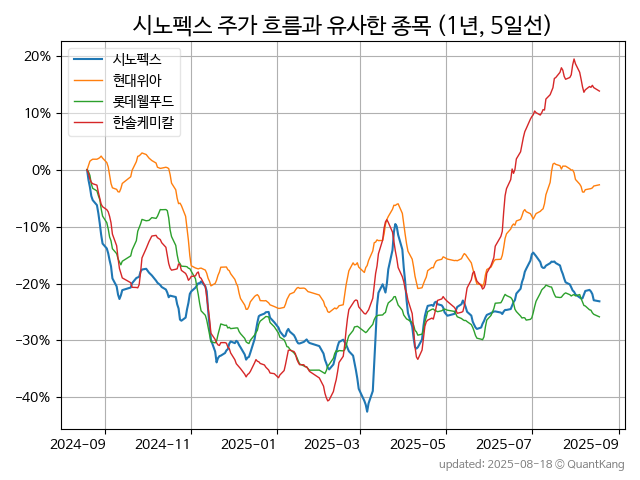 시노펙스 주가 흐름과 유사한 종목 (1년, 5일선)
시노펙스
현대위아
롯데웰푸드
한솔케미칼
20%
10%
0%
−10%
−20%
−30%
−40%
2024-09
2024-11
2025-01
2025-03
2025-05
2025-07
2025-09
updated: 2025-08-18 © QuantKang